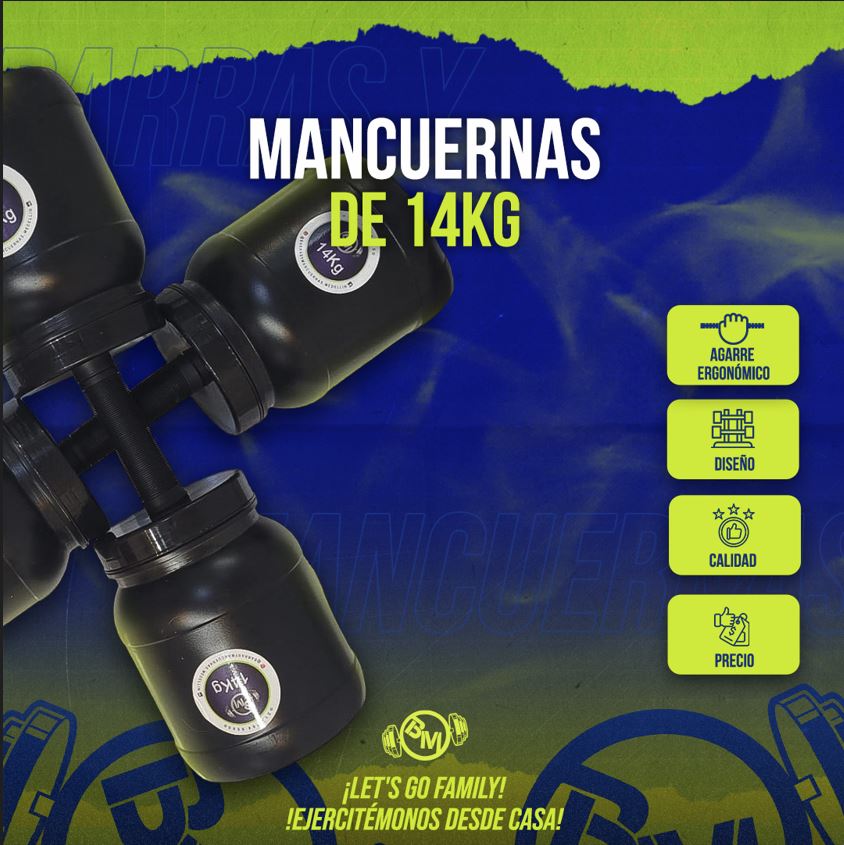 BARRAS Y
MANCUERNAS
DE 14KG
Kg
14Kg
AGARRE
ERGONÓMICO
DISEÑO
CALIDAD
MANCUERNAS
PRECIO
14Kg
BM
¡LET'S GO FAMILY!
!EJERCITÉMONOS DESDE CASA!